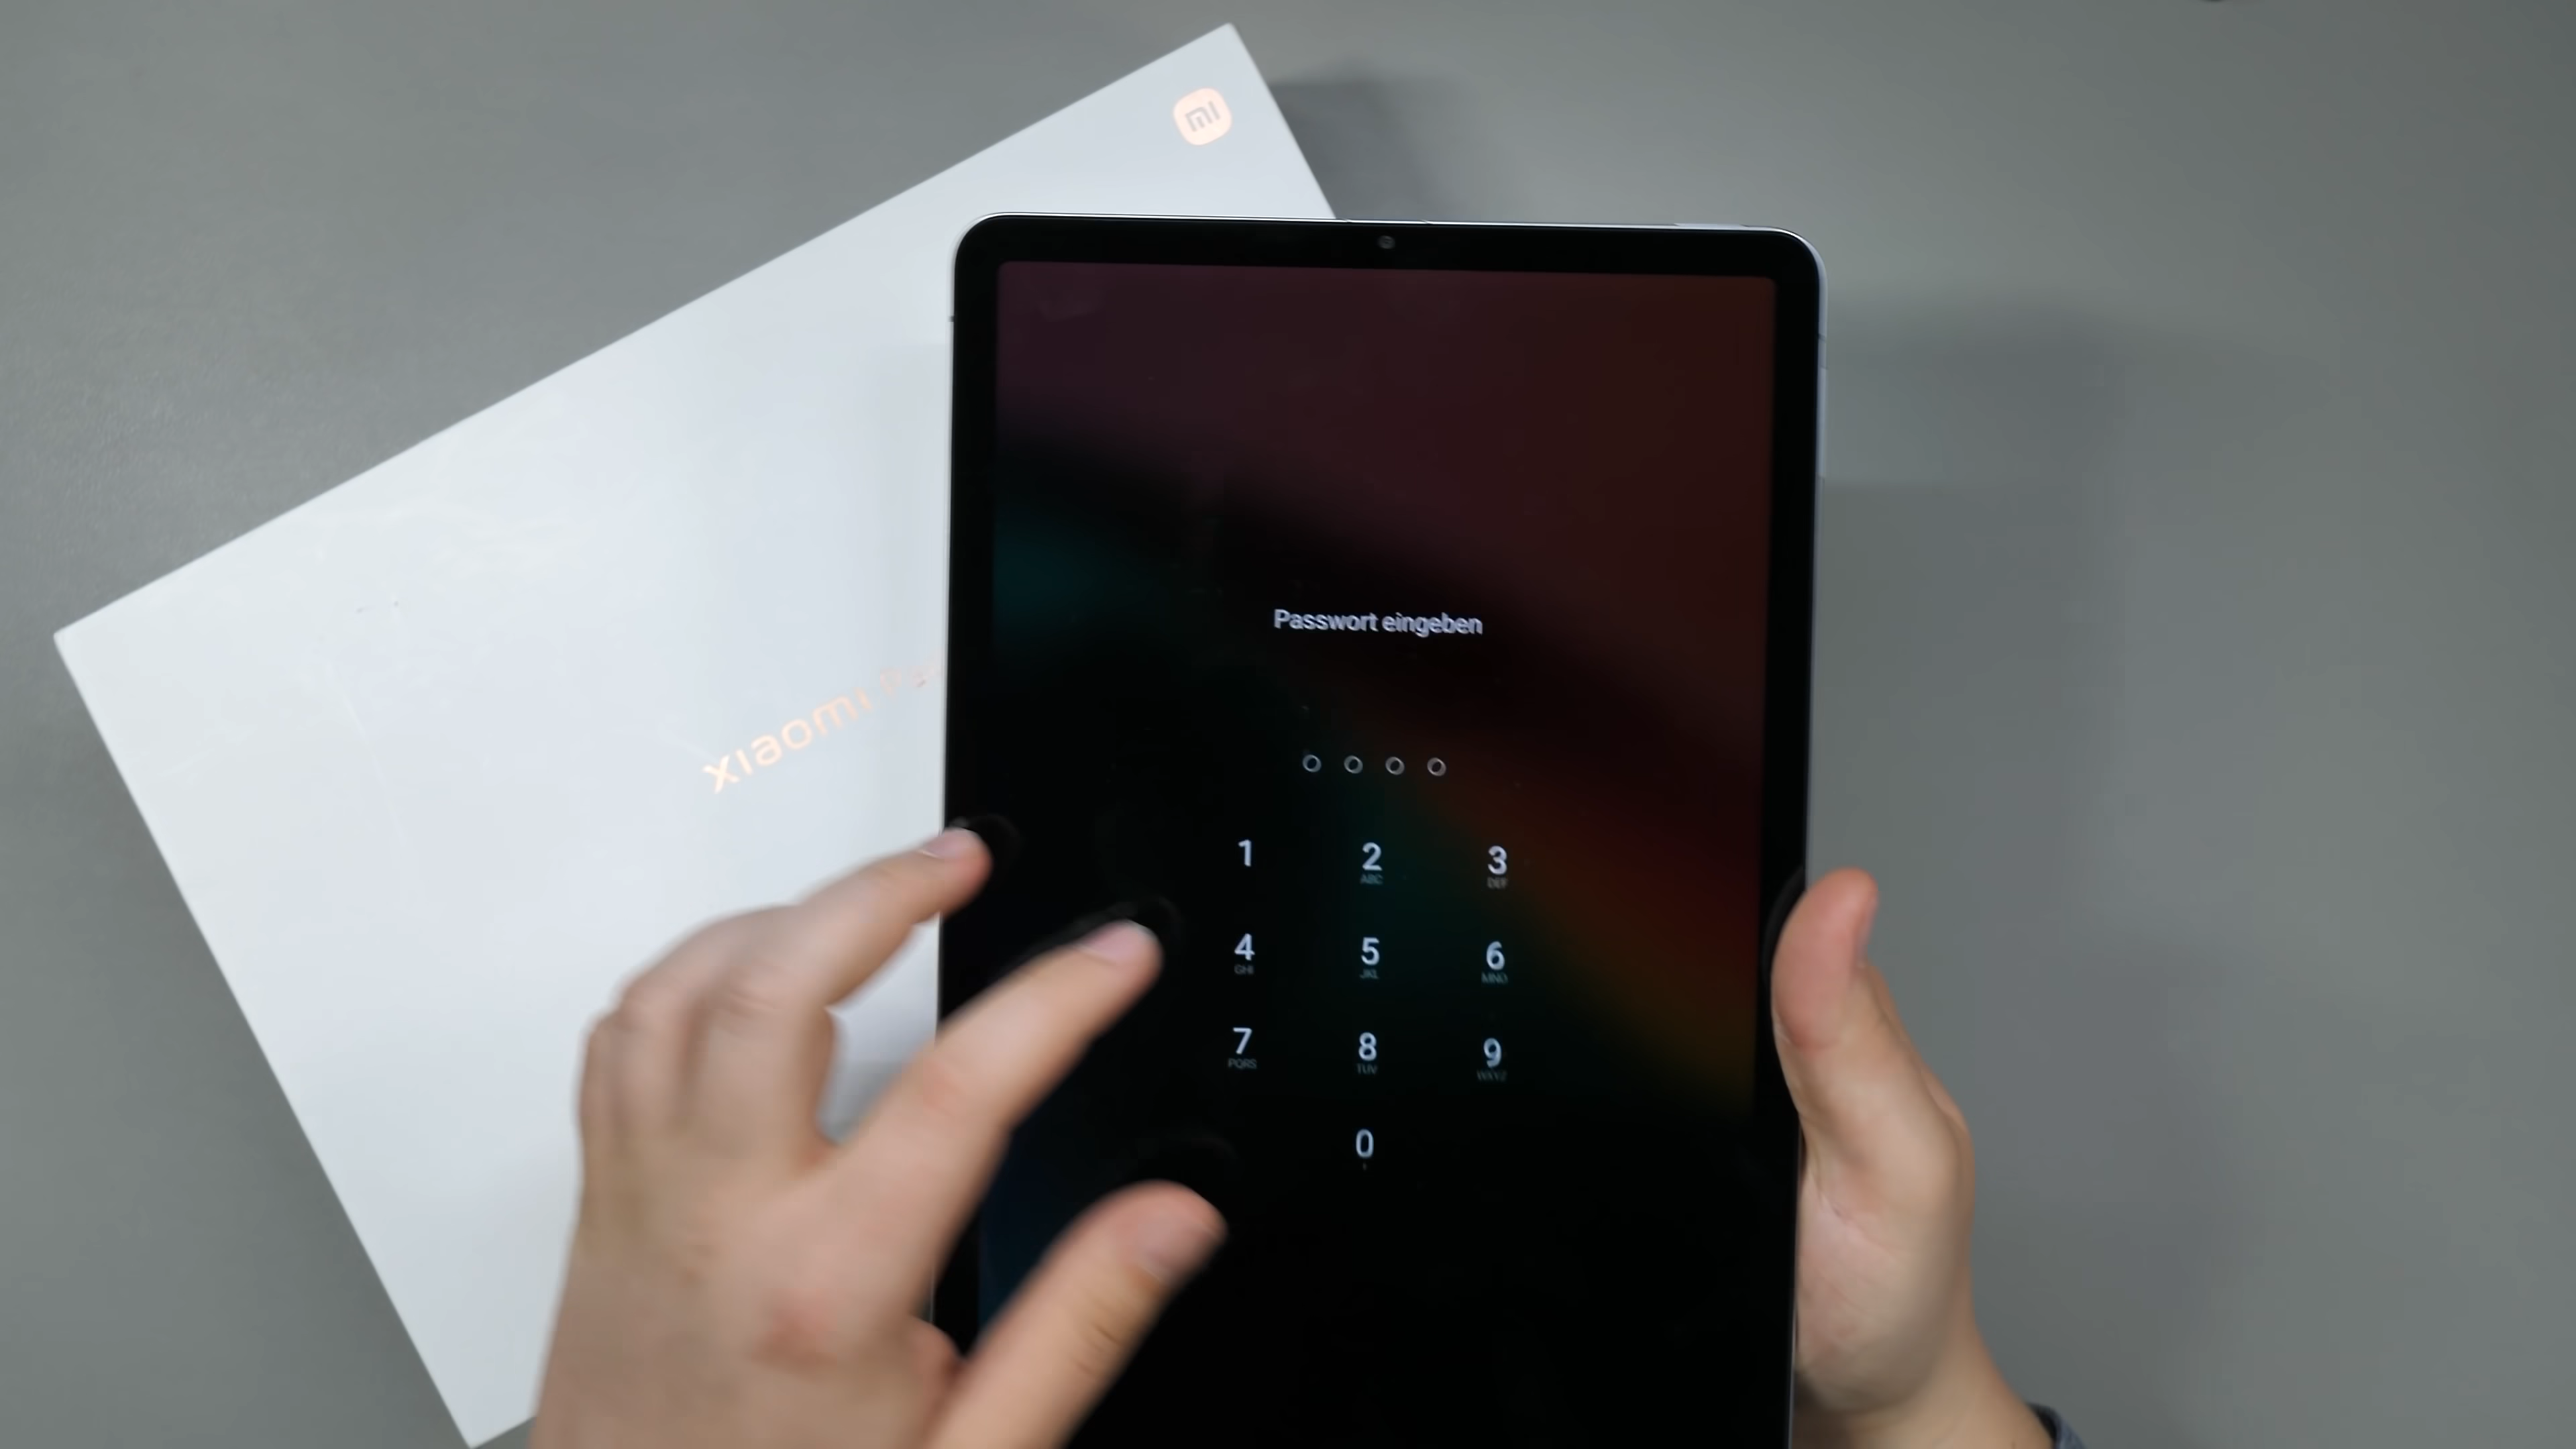 mi
xiaomi Pad
Passwort eingeben
1
2
ABC
3
DEF
4
GHI
5
JKL
6
MNO
7
PQRS
8
TUV
9
WXYZ
0